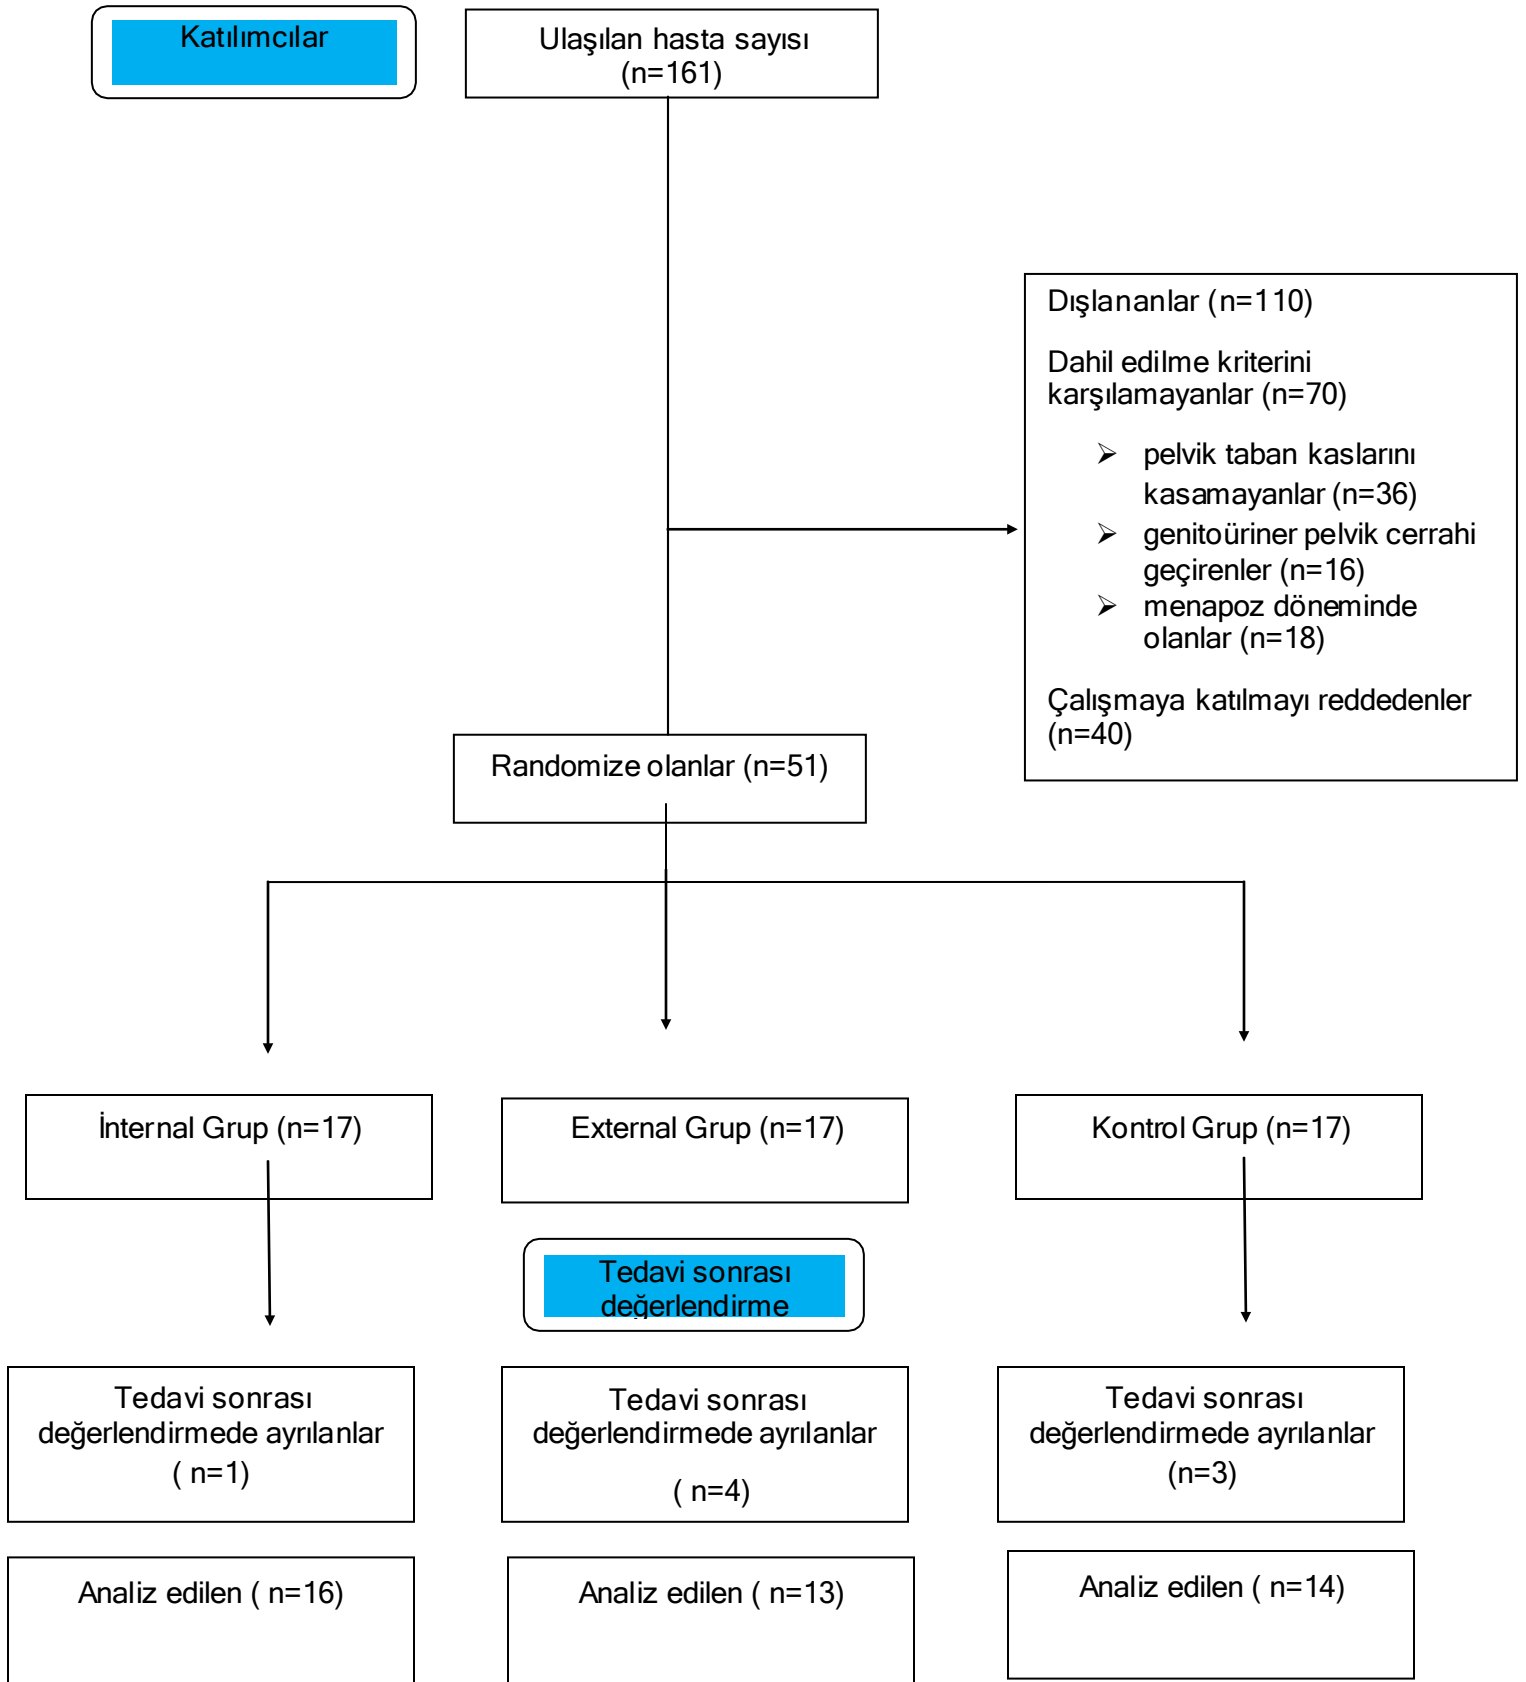 Katılımcılar
Ulaşılan hasta sayısı
(n=161)
Dışlananlar (n=110)
Dahil edilme kriterini
karşılamayanlar (n=70)
➢ pelvik taban kaslarını
kasamayanlar (n=36)
➢ genitoüriner pelvik cerrahi
geçirenler (n=16)
➢ menapoz döneminde
olanlar (n=18)
Çalışmaya katılmayı reddedenler
(n=40)
Randomize olanlar (n=51)
İnternal Grup (n=17)
External Grup (n=17)
Kontrol Grup (n=17)
Tedavi sonrası
değerlendirme
Tedavi sonrası
değerlendirmede ayrılanlar
( n=1)
Tedavi sonrası
değerlendirmede ayrılanlar
( n=4)
Tedavi sonrası
değerlendirmede ayrılanlar
(n=3)
Analiz edilen ( n=16)
Analiz edilen ( n=13)
Analiz edilen ( n=14)